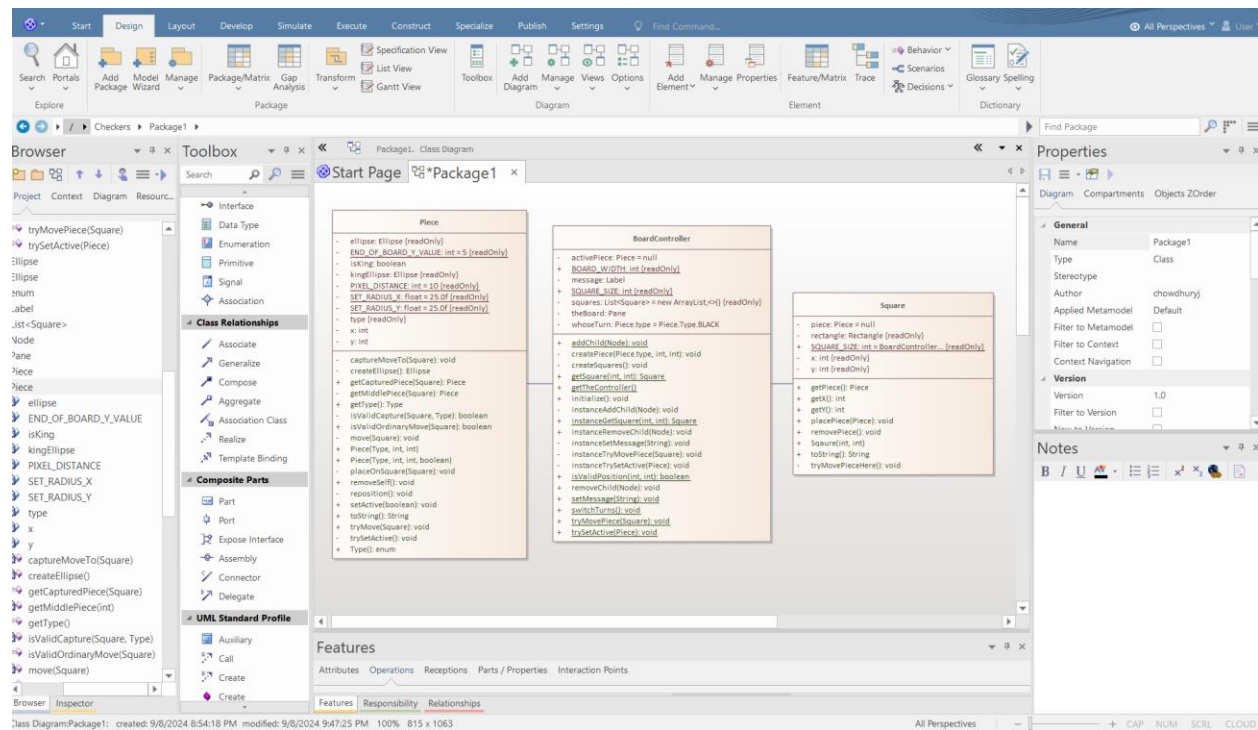 Start Design Layout Develop Simulate Execute Construct Specialize Publish Settings Find Command... All Perspectives User
Search Portals Add Package Model Wizard Manage Package/Matrix Gap Analysis Transform Specification View List View Gantt View Toolbox Add Diagram Manage Views Options Add Element Manage Properties Feature/Matrix Trace Behavior Scenarios Decisions Glossary Spelling
Explore Package Diagram Element Dictionary
/ Checkers Package1 Find Package
Browser
Project Context Diagram Resourc...
tryMovePiece(Square)
trySetActive(Piece)
Ellipse
Ellipse
enum
Label
List<Square>
Node
Pane
Piece
Piece
ellipse
END_OF_BOARD_Y_VALUE
isKing
kingEllipse
PIXEL_DISTANCE
SET_RADIUS_X
SET_RADIUS_Y
type
x
y
captureMoveTo(Square)
createEllipse()
getCapturedPiece(Square)
getMiddlePiece(int)
getType()
isValidCapture(Square, Type)
isValidOrdinaryMove(Square)
move(Square)
Browser Inspector
Toolbox
Search
Interface
Data Type
Enumeration
Primitive
Signal
Association
Class Relationships
Associate
Generalize
Compose
Aggregate
Association Class
Realize
Template Binding
Composite Parts
Part
Port
Expose Interface
Assembly
Connector
Delegate
UML Standard Profile
Auxiliary
Call
Create
Create
Package1. Class Diagram
Start Page *Package1 ×
Piece
- ellipse: Ellipse {readOnly}
- END_OF_BOARD_Y_VALUE: int = 5 {readOnly}
- isKing: boolean
- kingEllipse: Ellipse {readOnly}
- PIXEL_DISTANCE: int = 10 {readOnly}
- SET_RADIUS_X: float = 25.0f {readOnly}
- SET_RADIUS_Y: float = 25.0f {readOnly}
- type {readOnly}
- x: int
- y: int
- captureMoveTo(Square): void
- createEllipse(): Ellipse
+ getCapturedPiece(Square): Piece
- getMiddlePiece(Square): Piece
+ getType(): Type
- isValidCapture(Square, Type): boolean
+ isValidOrdinaryMove(Square): boolean
- move(Square): void
+ Piece(Type, int, int)
+ Piece(Type, int, int, boolean)
- placeOnSquare(Square): void
+ removeSelf(): void
- reposition(): void
+ setActive(boolean): void
+ toString(): String
+ tryMove(Square): void
- trySetActive(): void
+ Type(): enum
BoardController
- activePiece: Piece = null
+ BOARD_WIDTH: int {readOnly}
- message: Label
+ SQUARE_SIZE: int {readOnly}
- squares: List<Square> = new ArrayList,<>() {readOnly}
- theBoard: Pane
- whoseTurn: Piece.type = Piece.Type.BLACK
+ addChild(Node): void
- createPiece(Piece.type, int, int): void
- createSquares(): void
+ getSquare(int, int): Square
+ getTheController()
+ initialize(): void
- instanceAddChild(Node): void
+ instanceGetSquare(int, int): Square
- instanceRemoveChild(Node): void
- instanceSetMessage(String): void
- instanceTryMovePiece(Square): void
- instanceTrySetActive(Piece): void
+ isValidPosition(int, int): boolean
+ removeChild(Node): void
+ setMessage(String): void
+ switchTurns(): void
+ tryMovePiece(Square): void
+ trySetActive(Piece): void
Square
- piece: Piece = null
- rectangle: Rectangle {readOnly}
+ SQUARE_SIZE: int = BoardController... {readOnly}
- x: int {readOnly}
- y: int {readOnly}
+ getPiece(): Piece
+ getX(): int
+ getY(): int
+ placePiece(Piece): void
+ removePiece(): void
+ Sqaure(int, int)
+ toString(): String
- tryMovePieceHere(): void
Features
Attributes Operations Receptions Parts / Properties Interaction Points
Features Responsibility Relationships
Properties
Diagram Compartments Objects ZOrder
General
Name Package1
Type Class
Stereotype
Author chowdhuryj
Applied Metamodel Default
Filter to Metamodel
Filter to Context
Context Navigation
Version
Version 1.0
Filter to Version
Notes
B I U
Class Diagram:Package1: created: 9/8/2024 8:54:18 PM modified: 9/8/2024 9:47:25 PM 100% 815 x 1063 All Perspectives CAP NUM SCRL CLOUD